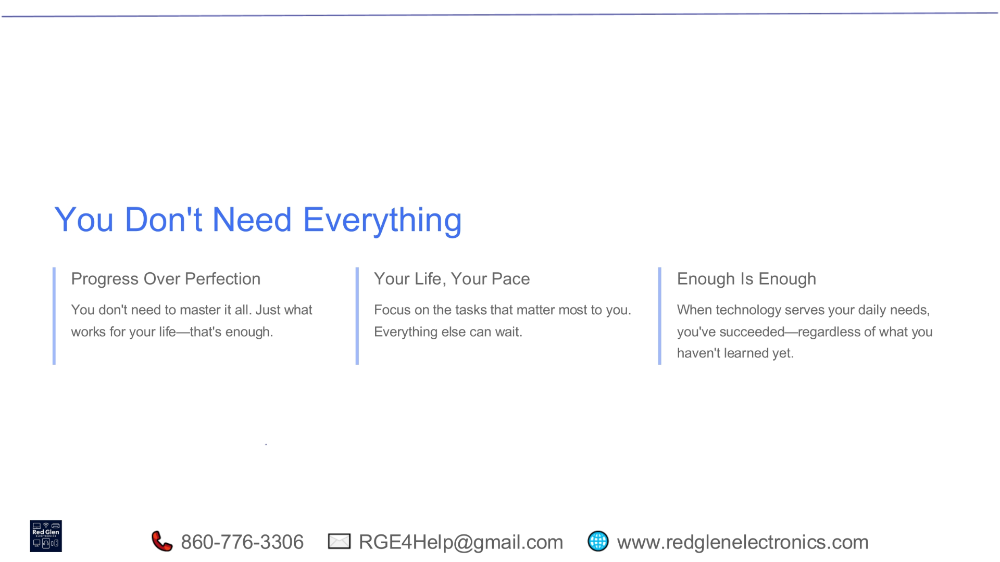 You Don't Need Everything
Progress Over Perfection
You don't need to master it all. Just what
works for your life—that's enough.
Your Life, Your Pace
Focus on the tasks that matter most to you.
Everything else can wait.
Enough Is Enough
When technology serves your daily needs,
you've succeeded—regardless of what you
haven't learned yet.
.
Red Glen
ELECTRONICS
860-776-3306
RGE4Help@gmail.com
www.redglenelectronics.com